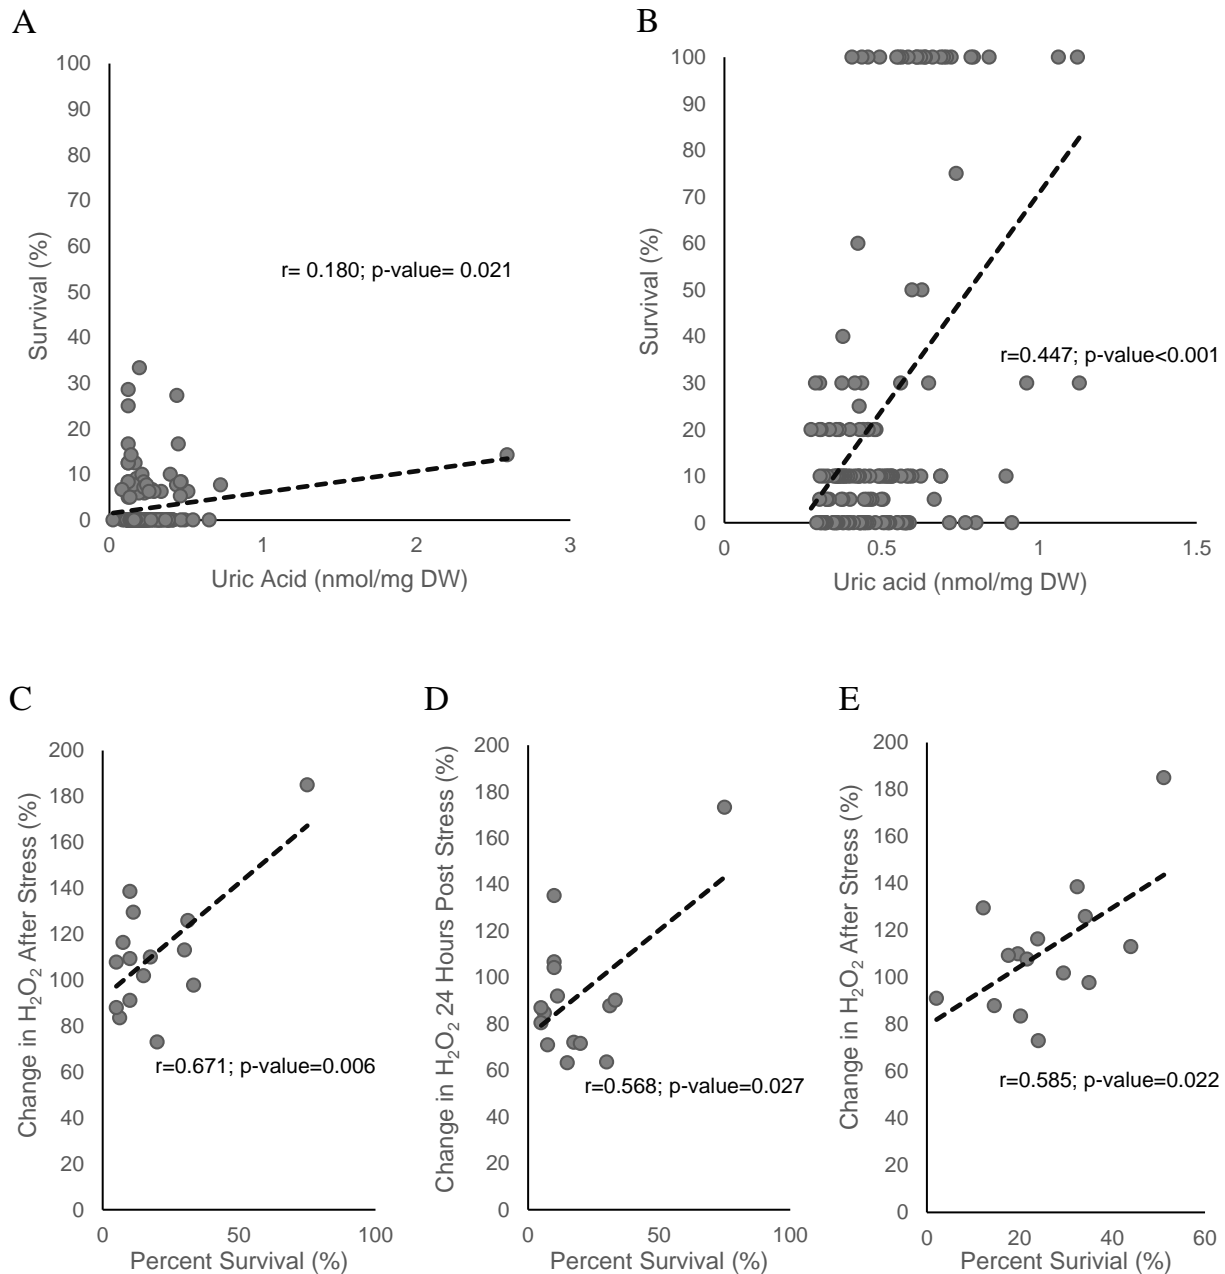 A
100
90
80
70
60
50
40
30
20
10
0
Survival (%)
r= 0.180; p-value= 0.021
0 1 2 3
Uric Acid (nmol/mg DW)
B
100
90
80
70
60
50
40
30
20
10
0
Survival (%)
r=0.447; p-value<0.001
0 0.5 1 1.5
Uric acid (nmol/mg DW)
C
200
180
160
140
120
100
80
60
40
20
0
Change in H₂O₂ After Stress (%)
r=0.671; p-value=0.006
0 50 100
Percent Survival (%)
D
200
180
160
140
120
100
80
60
40
20
0
Change in H₂O₂ 24 Hours Post Stress (%)
r=0.568; p-value=0.027
0 50 100
Percent Survival (%)
E
200
180
160
140
120
100
80
60
40
20
0
Change in H₂O₂ After Stress (%)
r=0.585; p-value=0.022
0 20 40 60
Percent Surivial (%)